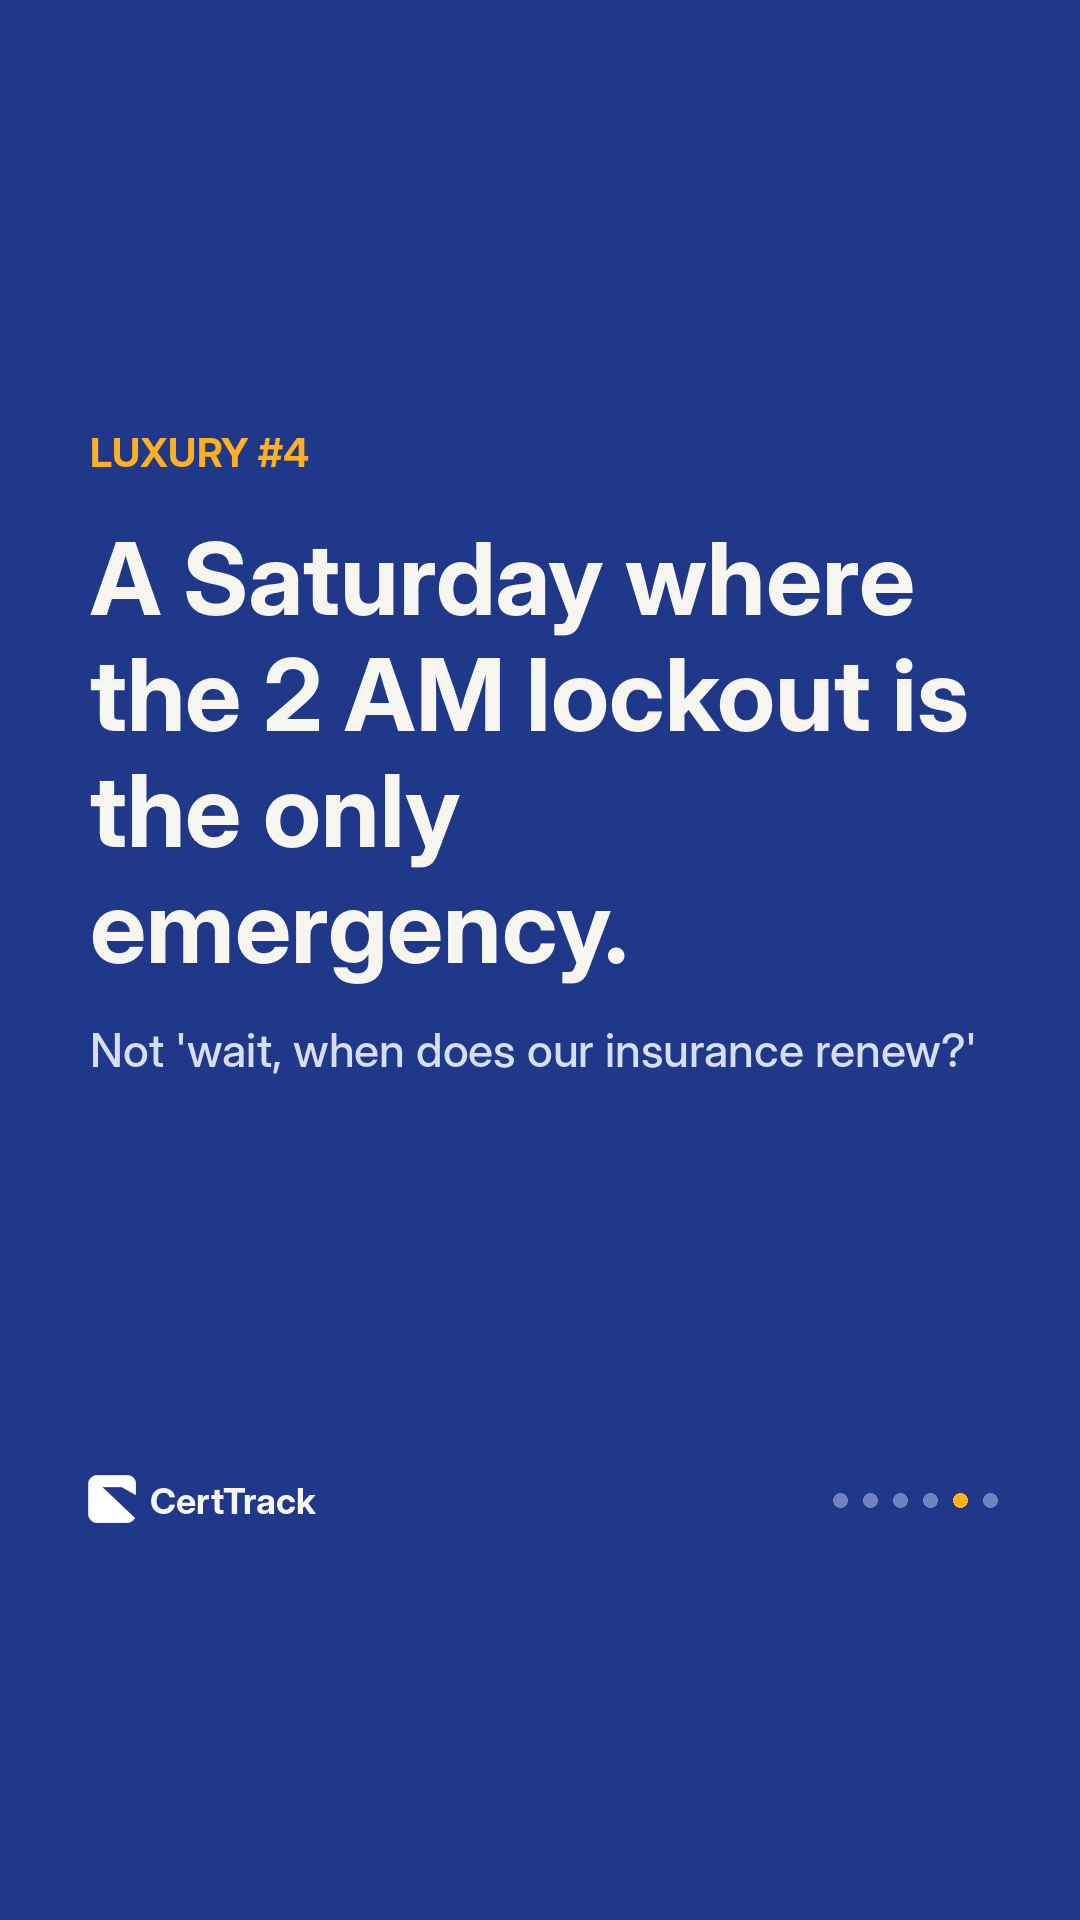 LUXURY #4
A Saturday where
the 2 AM lockout is
the only
emergency.
Not 'wait, when does our insurance renew?'
CertTrack